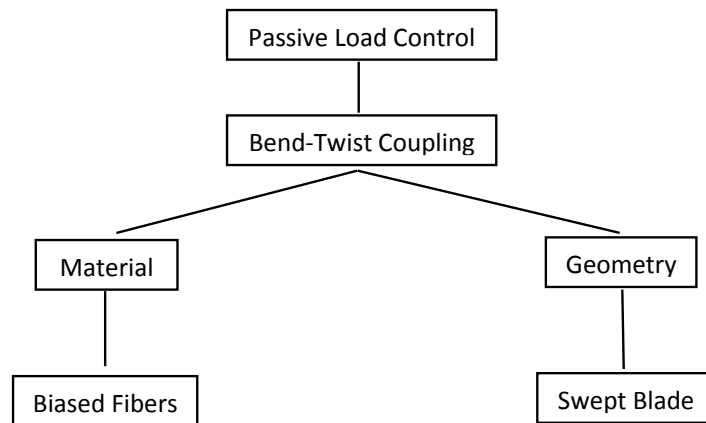 Passive Load Control
Bend-Twist Coupling
Material
Geometry
Biased Fibers
Swept Blade